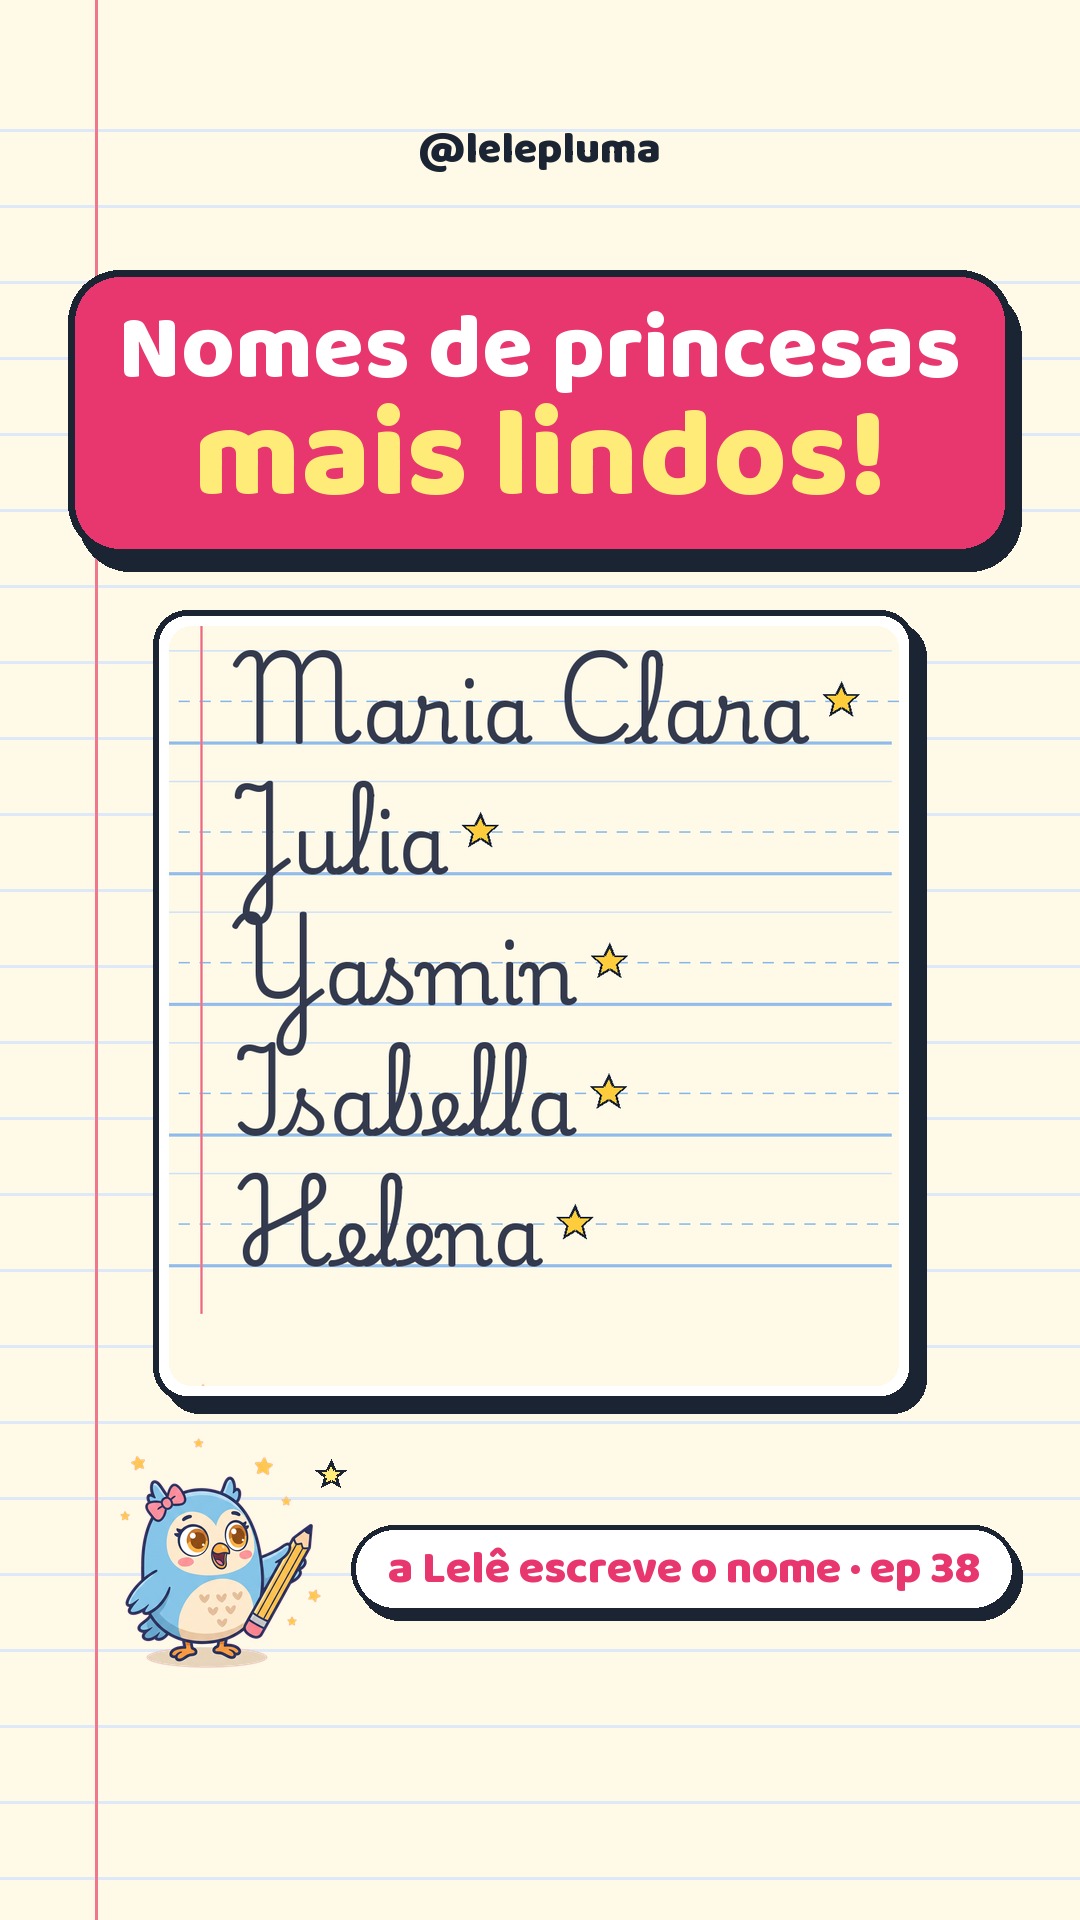 @lelepluma
Nomes de princesas
mais lindos!
Maria Clara
Julia
Yasmin
Isabella
Helena
a Lelê escreve o nome · ep 38